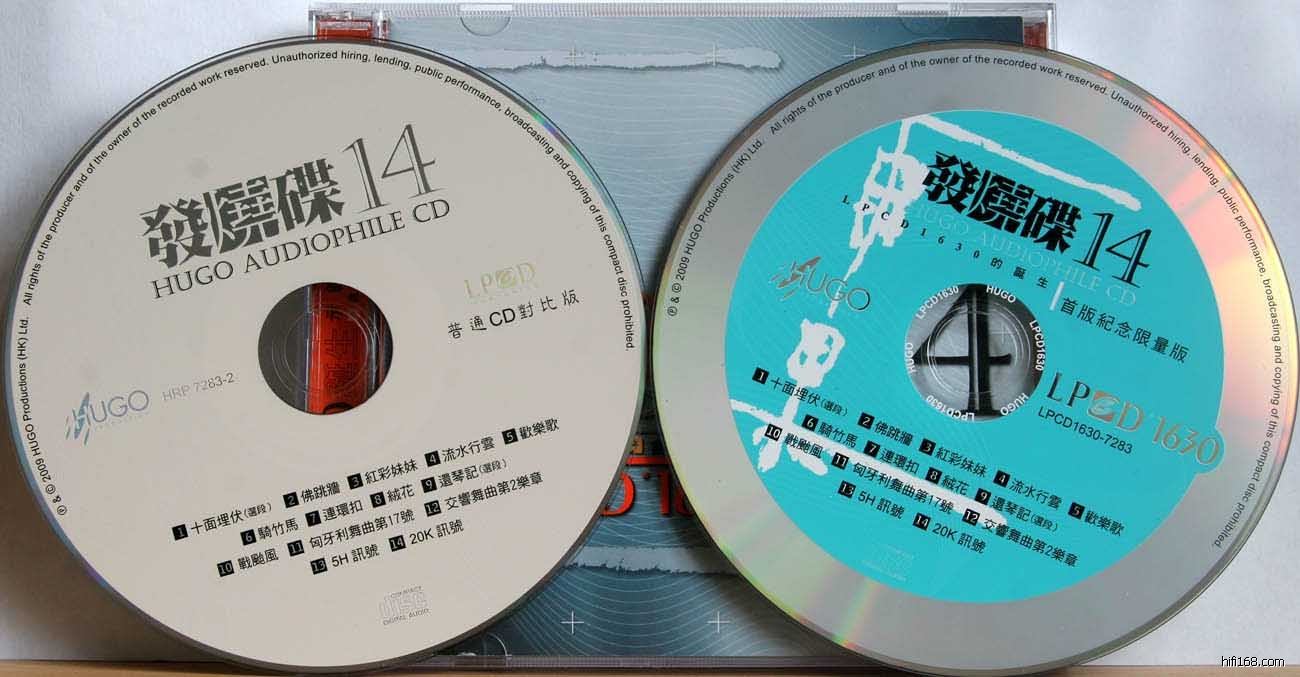 ℗ & © 2009 HUGO Productions (HK) Ltd.   All rights of the producer and of the owner of the recorded work reserved. Unauthorized hiring, lending, public performance, broadcasting and copying of this compact disc prohibited.
發燒碟14
HUGO AUDIOPHILE CD
LPCD
普通CD對比版
HUGO
HRP 7283-2
1 十面埋伏(選段) 2 佛跳牆 3 紅彩妹妹 4 流水行雲 5 歡樂歌
6 騎竹馬 7 連環扣 8 絨花 9 還琴記(選段)
10 戰颱風 11 匈牙利舞曲第17號 12 交響舞曲第2樂章
13 5H 訊號 14 20K 訊號
COMPACT
disc
DIGITAL AUDIO
℗ & © 2009 HUGO Productions (HK) Ltd.   All rights of the producer and of the owner of the recorded work reserved. Unauthorized hiring, lending, public performance, broadcasting and copying of this compact disc prohibited.
發燒碟14
HUGO AUDIOPHILE CD
LPCD1630的誕生
首版紀念限量版
HUGO
LPCD1630 HUGO LPCD1630 HUGO LPCD1630 HUGO
4
LPCD'1630
LPCD1630-7283
1 十面埋伏(選段) 2 佛跳牆 3 紅彩妹妹 4 流水行雲 5 歡樂歌
6 騎竹馬 7 連環扣 8 絨花 9 還琴記(選段)
10 戰颱風 11 匈牙利舞曲第17號 12 交響舞曲第2樂章
13 5H 訊號 14 20K 訊號
hifi168.com